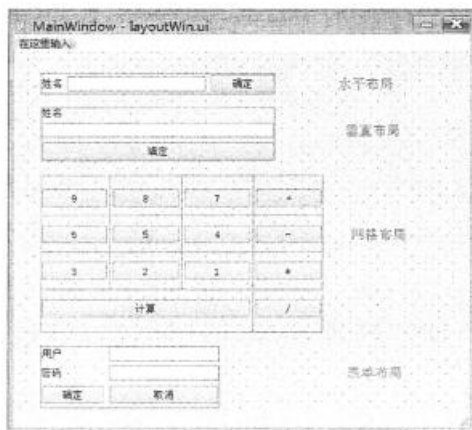 MainWindow - layoutWin.ui
在这里输入
姓名 确定 水平布局
姓名
垂直布局
确定
9 8 7 +
6 5 4 - 网格布局
3 2 1 *
计算 /
用户
密码 表单布局
确定 取消